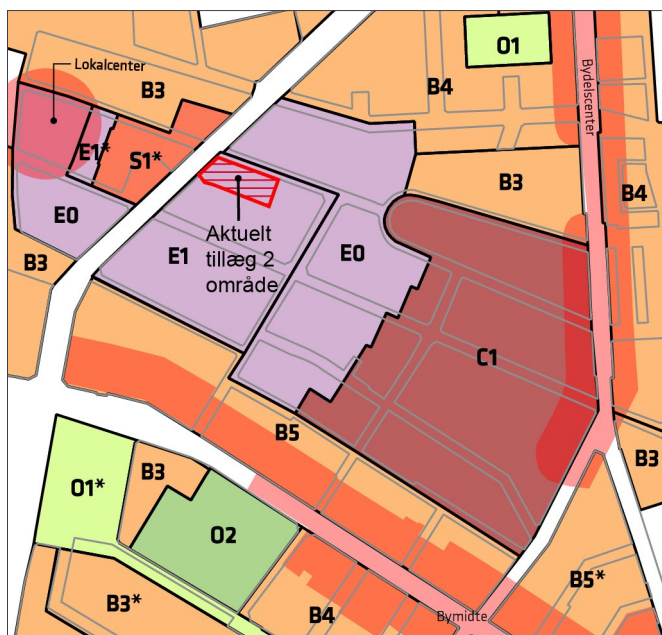 O1
Lokalcenter
B3
B4
Bydelscenter
E1*
S1*
B3
B4
E0
Aktuelt
tillæg 2
område
E0
B3
E1
C1
B5
B3
B3
O1*
O2
B5*
B3*
B4
Bymidte